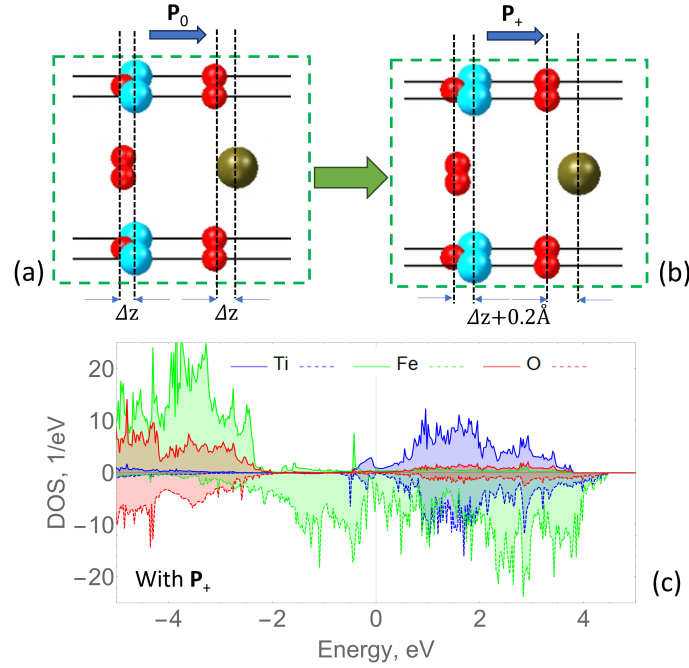 P₀
P₊
(a)
(b)
Δz
Δz
Δz+0.2Å
Ti
Fe
O
20
10
0
−10
−20
DOS, 1/eV
With P₊
(c)
−4
−2
0
2
4
Energy, eV